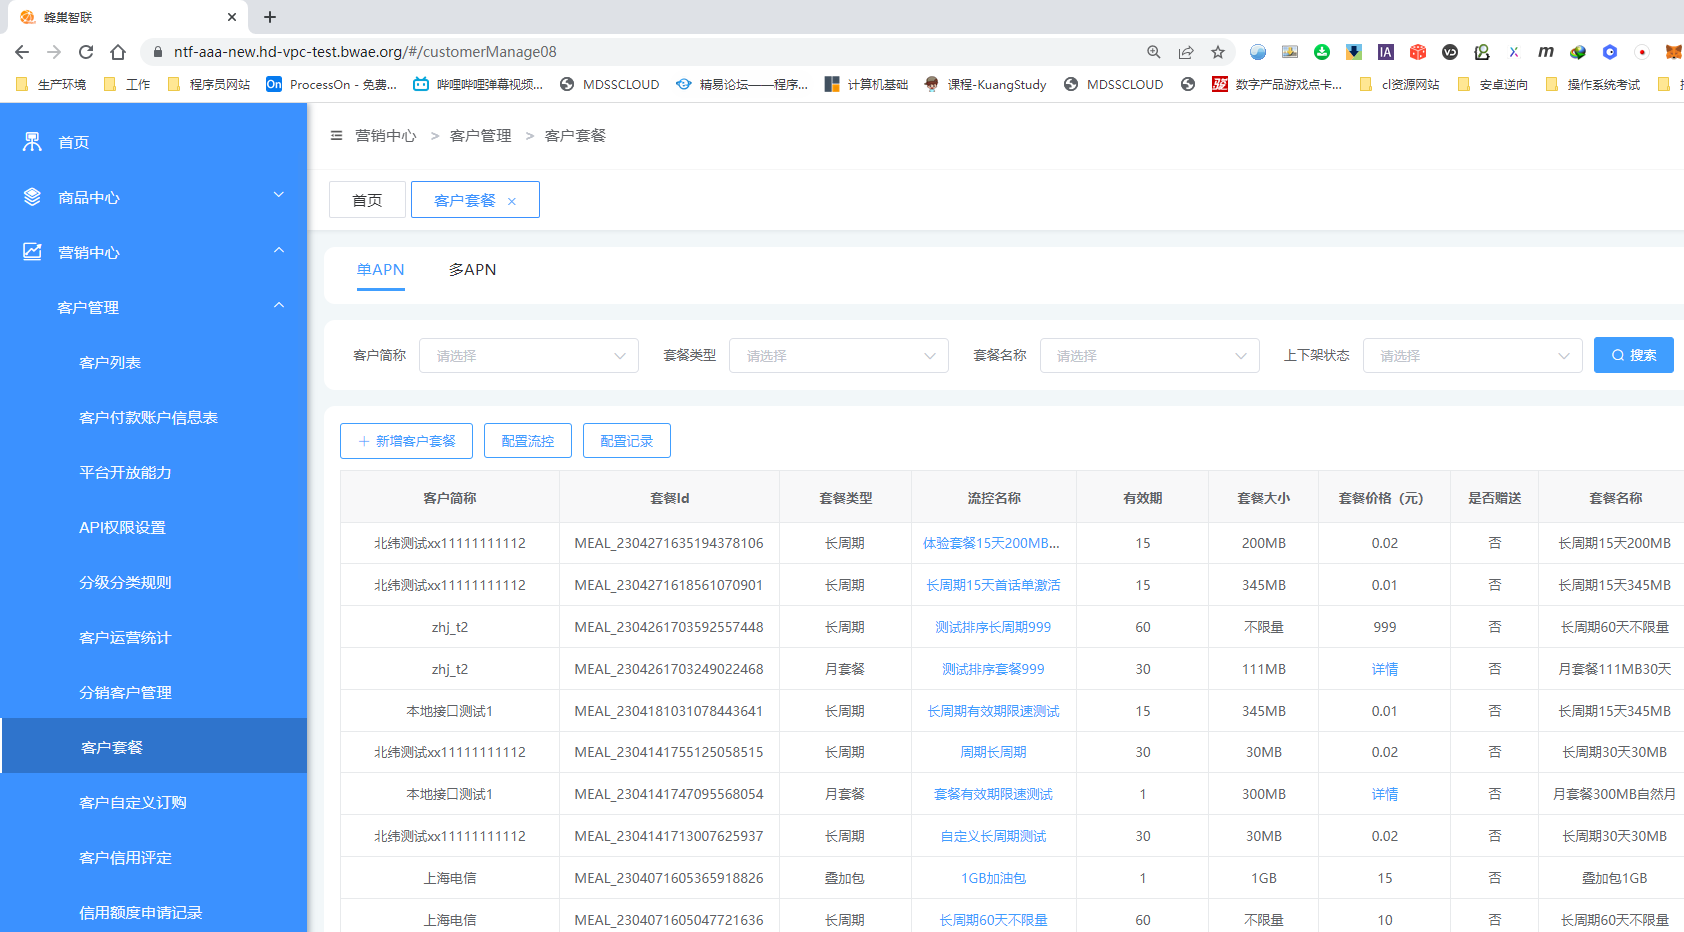 蜂巢智联
ntf-aaa-new.hd-vpc-test.bwae.org/#/customerManage08
生产环境 工作 程序员网站 ProcessOn - 免费... 哔哩哔哩弹幕视频... MDSSCLOUD 精易论坛——程序... 计算机基础 课程-KuangStudy MDSSCLOUD 数字产品游戏点卡... cl资源网站 安卓逆向 操作系统考试
首页
商品中心
营销中心
客户管理
客户列表
客户付款账户信息表
平台开放能力
API权限设置
分级分类规则
客户运营统计
分销客户管理
客户套餐
客户自定义订购
客户信用评定
信用额度申请记录
营销中心 > 客户管理 > 客户套餐
首页 客户套餐 ×
单APN 多APN
客户简称 请选择 套餐类型 请选择 套餐名称 请选择 上下架状态 请选择 搜索
新增客户套餐 配置流控 配置记录
客户简称 套餐Id 套餐类型 流控名称 有效期 套餐大小 套餐价格（元） 是否赠送 套餐名称
北纬测试xx11111111112 MEAL_2304271635194378106 长周期 体验套餐15天200MB... 15 200MB 0.02 否 长周期15天200MB
北纬测试xx11111111112 MEAL_2304271618561070901 长周期 长周期15天首话单激活 15 345MB 0.01 否 长周期15天345MB
zhj_t2 MEAL_2304261703592557448 长周期 测试排序长周期999 60 不限量 999 否 长周期60天不限量
zhj_t2 MEAL_2304261703249022468 月套餐 测试排序套餐999 30 111MB 详情 否 月套餐111MB30天
本地接口测试1 MEAL_2304181031078443641 长周期 长周期有效期限速测试 15 345MB 0.01 否 长周期15天345MB
北纬测试xx11111111112 MEAL_2304141755125058515 长周期 周期长周期 30 30MB 0.02 否 长周期30天30MB
本地接口测试1 MEAL_2304141747095568054 月套餐 套餐有效期限速测试 1 300MB 详情 否 月套餐300MB自然月
北纬测试xx11111111112 MEAL_2304141713007625937 长周期 自定义长周期测试 30 30MB 0.02 否 长周期30天30MB
上海电信 MEAL_2304071605365918826 叠加包 1GB加油包 1 1GB 15 否 叠加包1GB
上海电信 MEAL_2304071605047721636 长周期 长周期60天不限量 60 不限量 10 否 长周期60天不限量